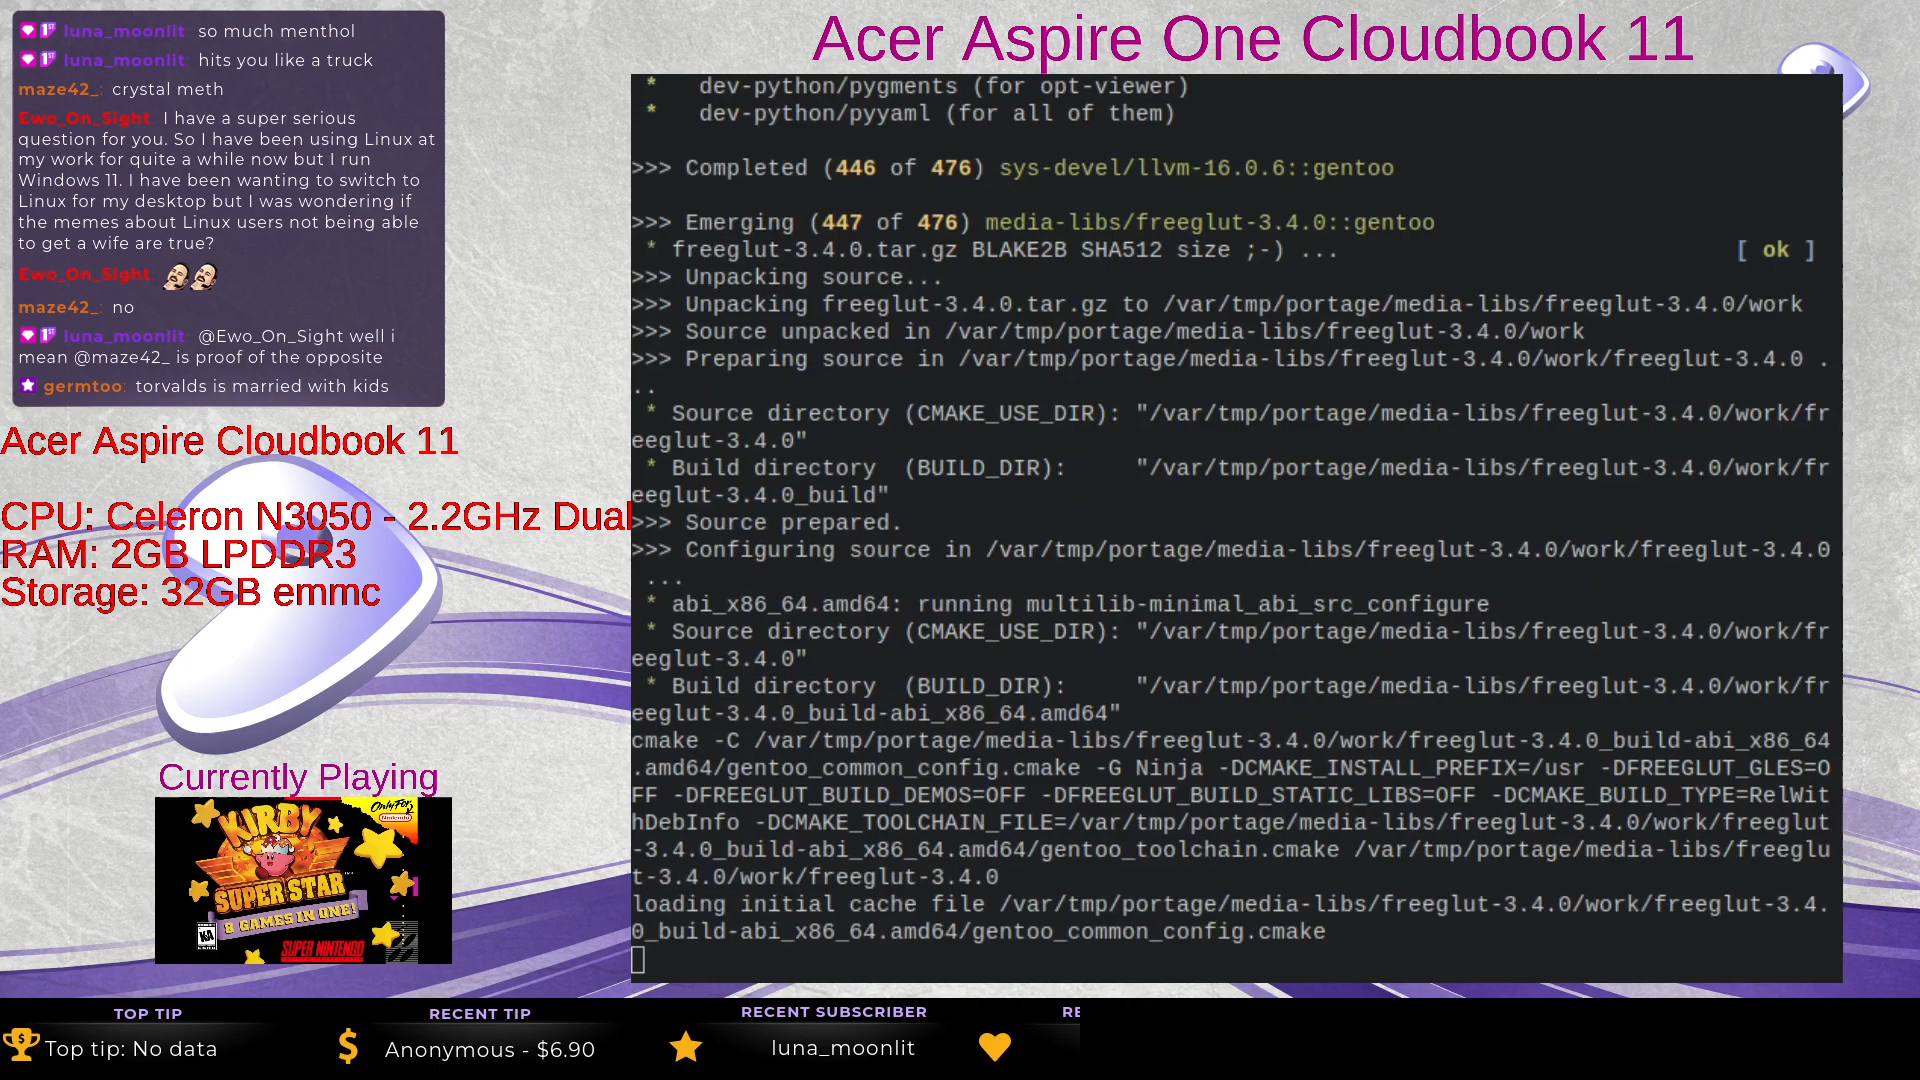 luna_moonlit: so much menthol
luna_moonlit: hits you like a truck
maze42_: crystal meth
Ewo_On_Sight: I have a super serious
question for you. So I have been using Linux at
my work for quite a while now but I run
Windows 11. I have been wanting to switch to
Linux for my desktop but I was wondering if
the memes about Linux users not being able
to get a wife are true?
Ewo_On_Sight:
maze42_: no
luna_moonlit: @Ewo_On_Sight well i
mean @maze42_ is proof of the opposite
germtoo: torvalds is married with kids
Acer Aspire Cloudbook 11
CPU: Celeron N3050 - 2.2GHz Dual
RAM: 2GB LPDDR3
Storage: 32GB emmc
Currently Playing
Only For
Nintendo
KIRBY
SUPER STAR
8 GAMES IN ONE!
SUPER NINTENDO
Acer Aspire One Cloudbook 11
*   dev-python/pygments (for opt-viewer)
*   dev-python/pyyaml (for all of them)
>>> Completed (446 of 476) sys-devel/llvm-16.0.6::gentoo
>>> Emerging (447 of 476) media-libs/freeglut-3.4.0::gentoo
* freeglut-3.4.0.tar.gz BLAKE2B SHA512 size ;-) ... [ ok ]
>>> Unpacking source...
>>> Unpacking freeglut-3.4.0.tar.gz to /var/tmp/portage/media-libs/freeglut-3.4.0/work
>>> Source unpacked in /var/tmp/portage/media-libs/freeglut-3.4.0/work
>>> Preparing source in /var/tmp/portage/media-libs/freeglut-3.4.0/work/freeglut-3.4.0 .
..
* Source directory (CMAKE_USE_DIR): "/var/tmp/portage/media-libs/freeglut-3.4.0/work/fr
eeglut-3.4.0"
* Build directory  (BUILD_DIR):     "/var/tmp/portage/media-libs/freeglut-3.4.0/work/fr
eeglut-3.4.0_build"
>>> Source prepared.
>>> Configuring source in /var/tmp/portage/media-libs/freeglut-3.4.0/work/freeglut-3.4.0
...
* abi_x86_64.amd64: running multilib-minimal_abi_src_configure
* Source directory (CMAKE_USE_DIR): "/var/tmp/portage/media-libs/freeglut-3.4.0/work/fr
eeglut-3.4.0"
* Build directory  (BUILD_DIR):     "/var/tmp/portage/media-libs/freeglut-3.4.0/work/fr
eeglut-3.4.0_build-abi_x86_64.amd64"
cmake -C /var/tmp/portage/media-libs/freeglut-3.4.0/work/freeglut-3.4.0_build-abi_x86_64
.amd64/gentoo_common_config.cmake -G Ninja -DCMAKE_INSTALL_PREFIX=/usr -DFREEGLUT_GLES=O
FF -DFREEGLUT_BUILD_DEMOS=OFF -DFREEGLUT_BUILD_STATIC_LIBS=OFF -DCMAKE_BUILD_TYPE=RelWit
hDebInfo -DCMAKE_TOOLCHAIN_FILE=/var/tmp/portage/media-libs/freeglut-3.4.0/work/freeglut
-3.4.0_build-abi_x86_64.amd64/gentoo_toolchain.cmake /var/tmp/portage/media-libs/freeglu
t-3.4.0/work/freeglut-3.4.0
loading initial cache file /var/tmp/portage/media-libs/freeglut-3.4.0/work/freeglut-3.4.
0_build-abi_x86_64.amd64/gentoo_common_config.cmake
TOP TIP
Top tip: No data
RECENT TIP
Anonymous - $6.90
RECENT SUBSCRIBER
luna_moonlit
RE